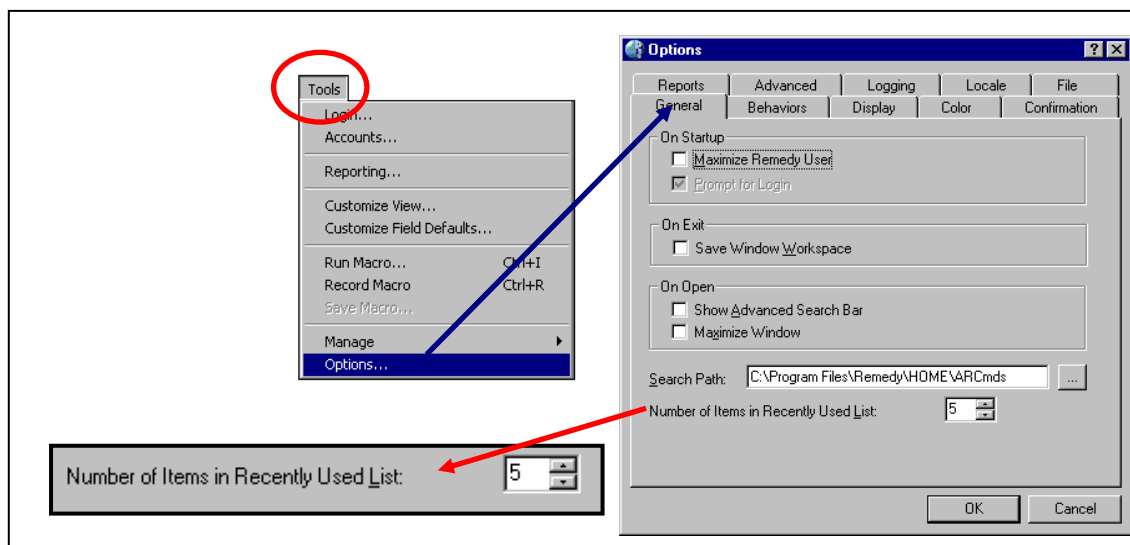 Tools
Login...
Accounts...
Reporting...
Customize View...
Customize Field Defaults...
Run Macro... Ctrl+I
Record Macro Ctrl+R
Save Macro...
Manage
Options...
Options
Reports Advanced Logging Locale File
General Behaviors Display Color Confirmation
On Startup
Maximize Remedy User
Prompt for Login
On Exit
Save Window Workspace
On Open
Show Advanced Search Bar
Maximize Window
Search Path: C:\Program Files\Remedy\HOME\ARCmds ...
Number of Items in Recently Used List: 5
OK Cancel
Number of Items in Recently Used List: 5